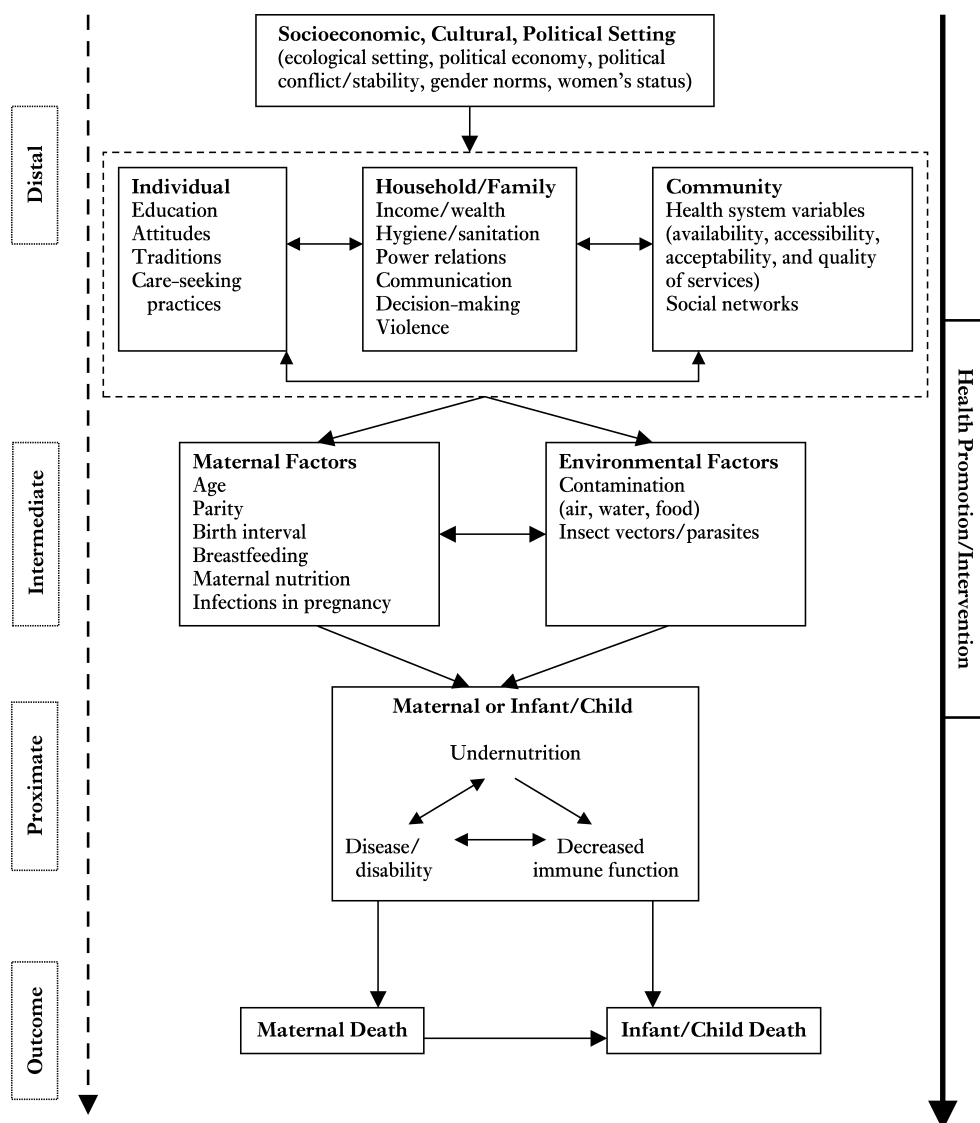 Socioeconomic, Cultural, Political Setting
(ecological setting, political economy, political
conflict/stability, gender norms, women's status)
Distal
Individual
Education
Attitudes
Traditions
Care-seeking
practices
Household/Family
Income/wealth
Hygiene/sanitation
Power relations
Communication
Decision-making
Violence
Community
Health system variables
(availability, accessibility,
acceptability, and quality
of services)
Social networks
Health Promotion/Intervention
Intermediate
Maternal Factors
Age
Parity
Birth interval
Breastfeeding
Maternal nutrition
Infections in pregnancy
Environmental Factors
Contamination
(air, water, food)
Insect vectors/parasites
Proximate
Maternal or Infant/Child
Undernutrition
Disease/
disability
Decreased
immune function
Outcome
Maternal Death
Infant/Child Death